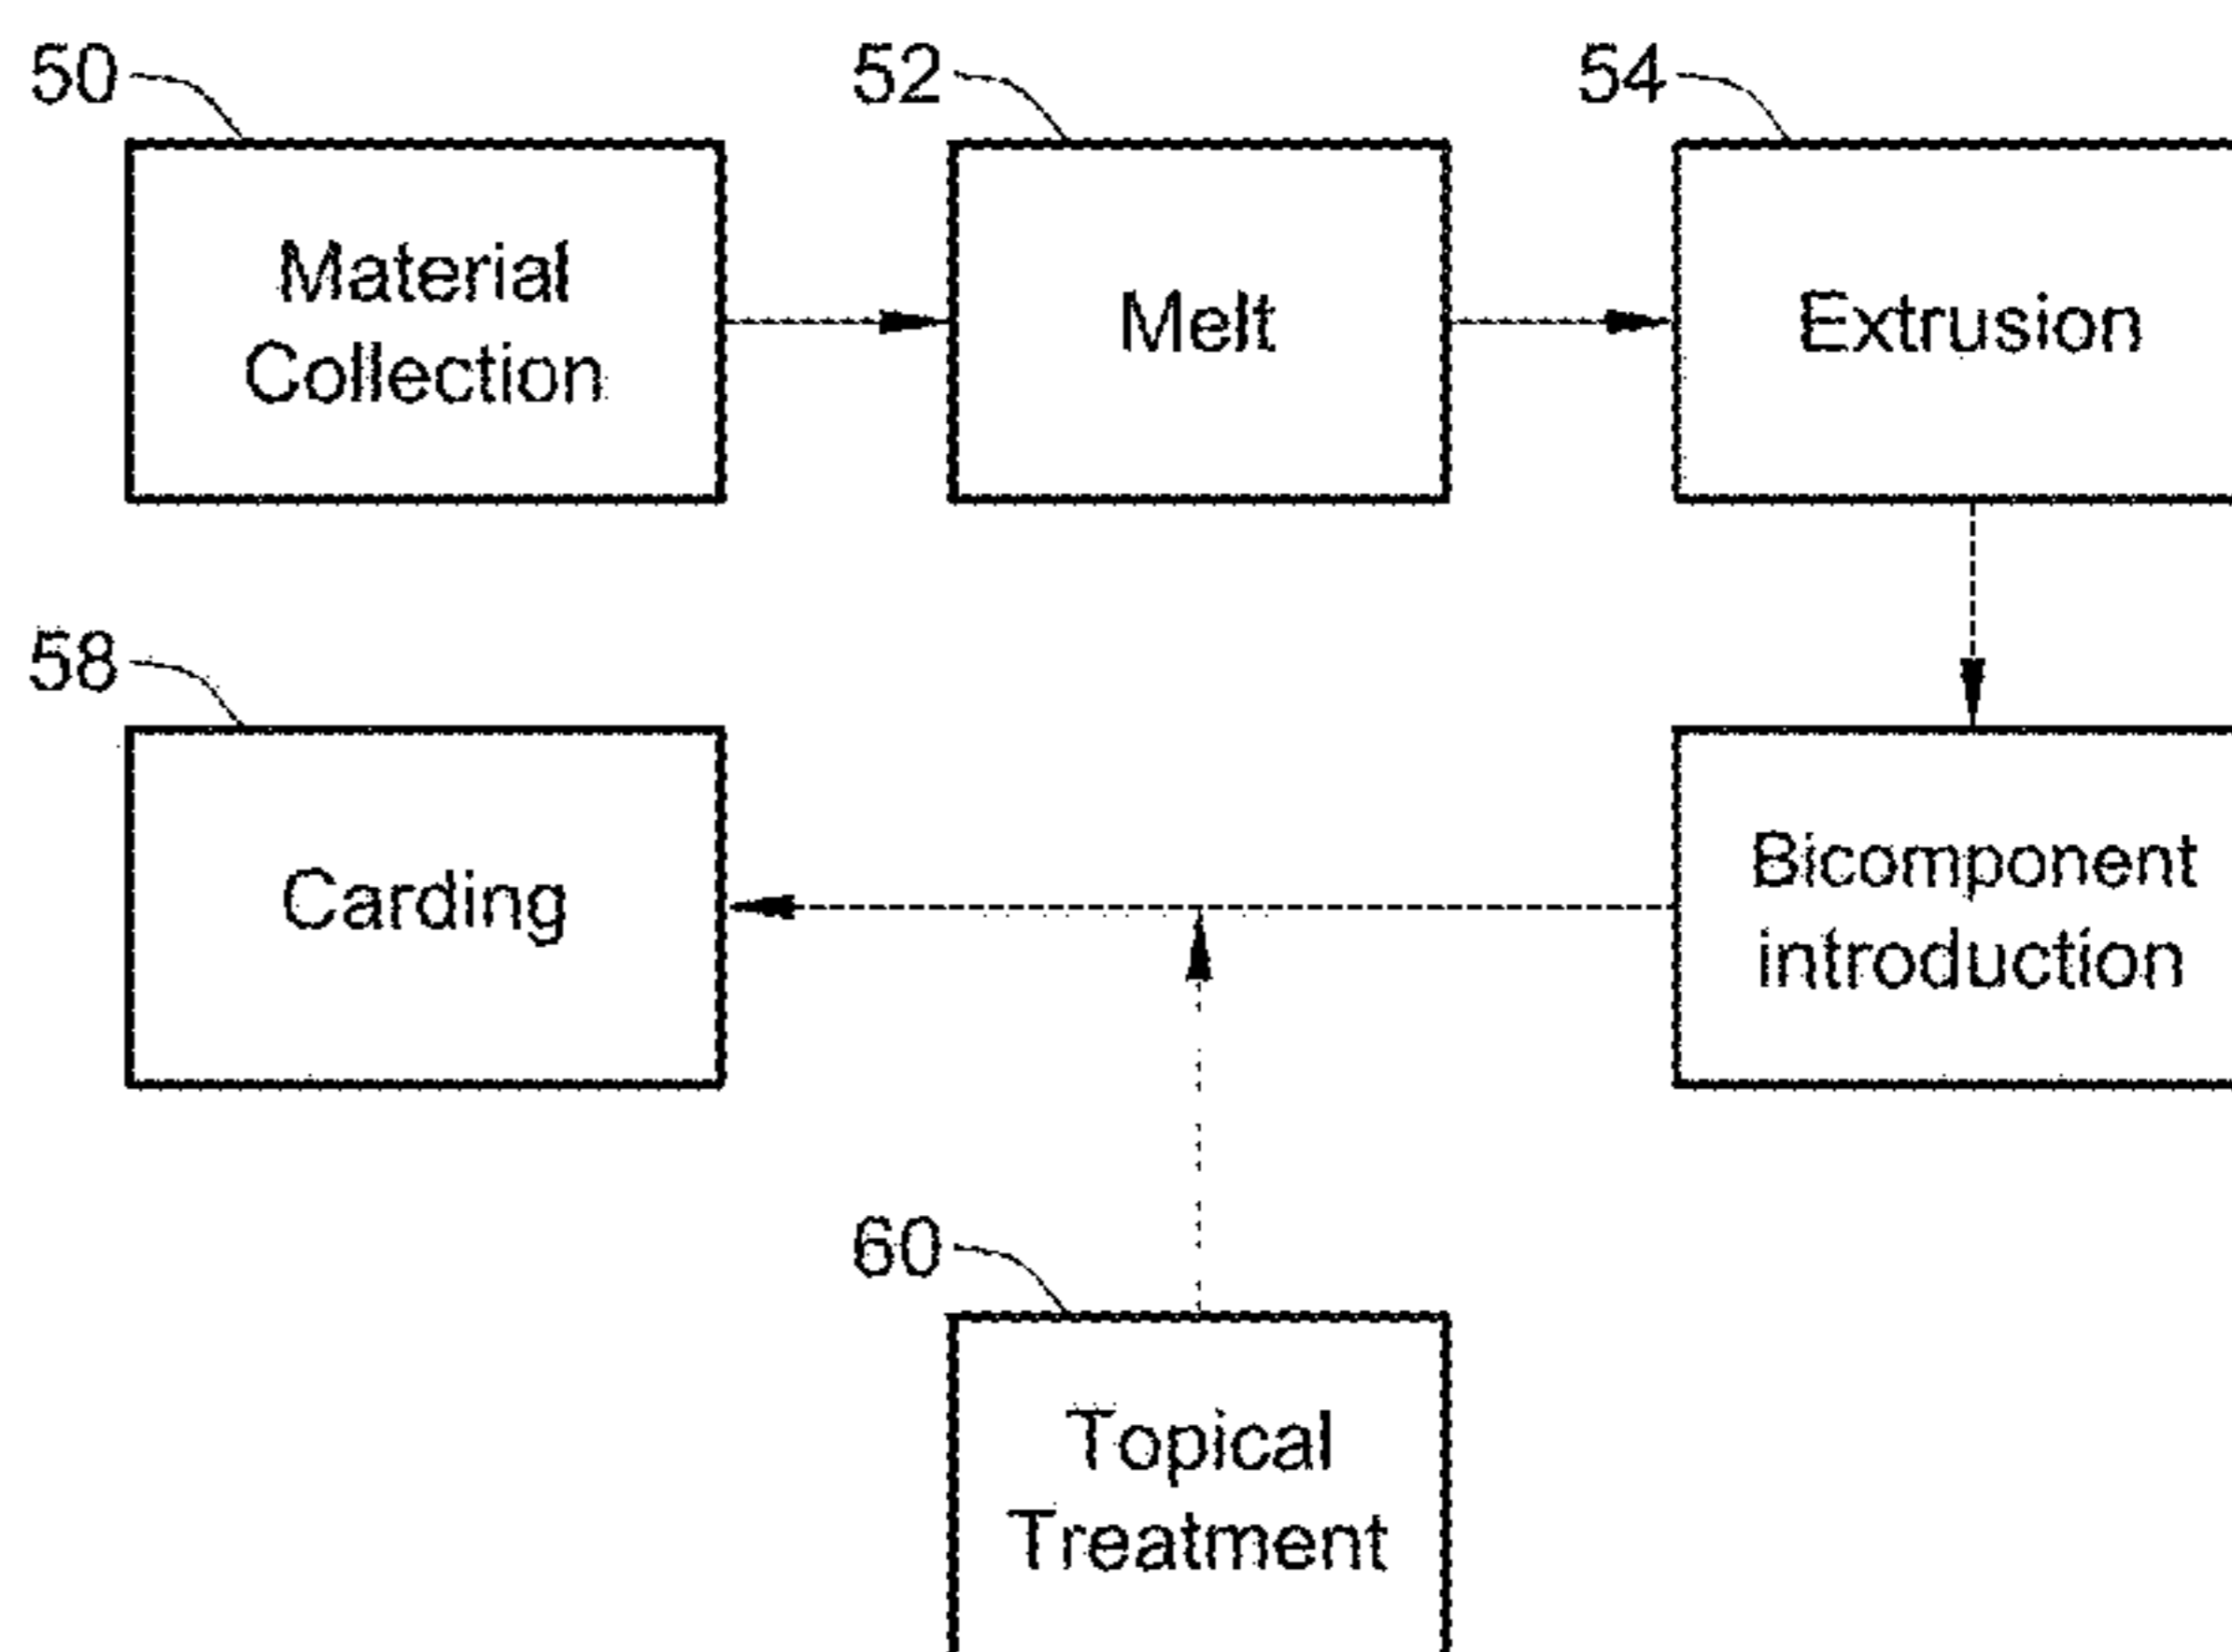 50
52
54
Material
Collection
Melt
Extrusion
58
Carding
Bicomponent
introduction
60
Topical
Treatment